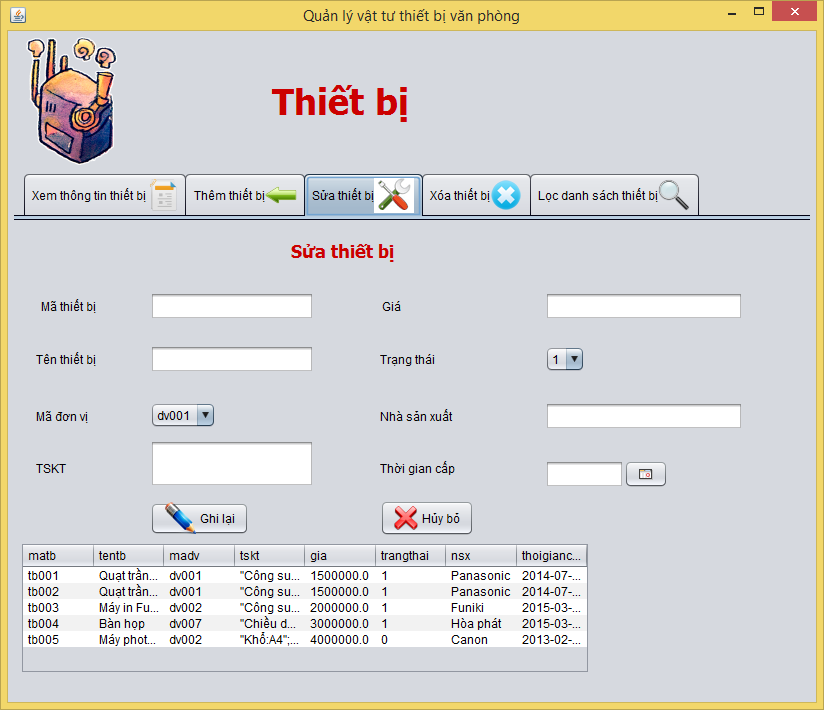 Quản lý vật tư thiết bị văn phòng
Thiết bị
Xem thông tin thiết bị Thêm thiết bị Sửa thiết bị Xóa thiết bị Lọc danh sách thiết bị
Sửa thiết bị
Mã thiết bị Giá
Tên thiết bị Trạng thái 1
Mã đơn vị dv001 Nhà sản xuất
TSKT Thời gian cấp
Ghi lại Hủy bỏ
matb tentb madv tskt gia trangthai nsx thoigianc...
tb001 Quạt trần... dv001 "Công su... 1500000.0 1 Panasonic 2014-07-...
tb002 Quạt trần... dv001 "Công su... 1500000.0 1 Panasonic 2014-07-...
tb003 Máy in Fu... dv002 "Công su... 2000000.0 1 Funiki 2015-03-...
tb004 Bàn họp dv007 "Chiều d... 3000000.0 1 Hòa phát 2015-03-...
tb005 Máy phot... dv002 "Khổ:A4";... 4000000.0 0 Canon 2013-02-...